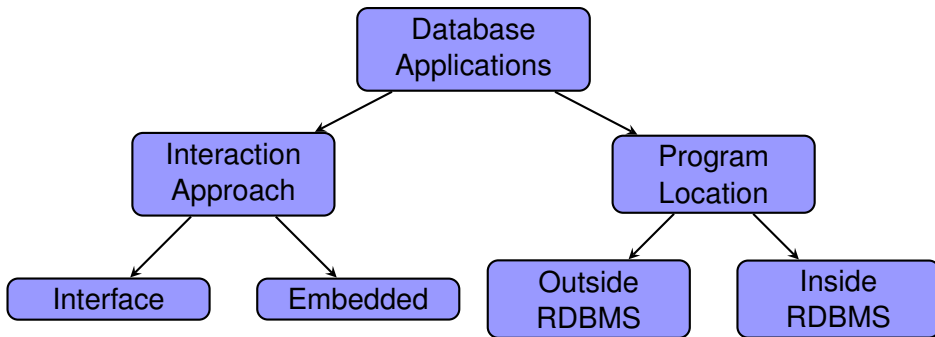 Database
Applications
Interaction
Approach
Program
Location
Interface
Embedded
Outside
RDBMS
Inside
RDBMS